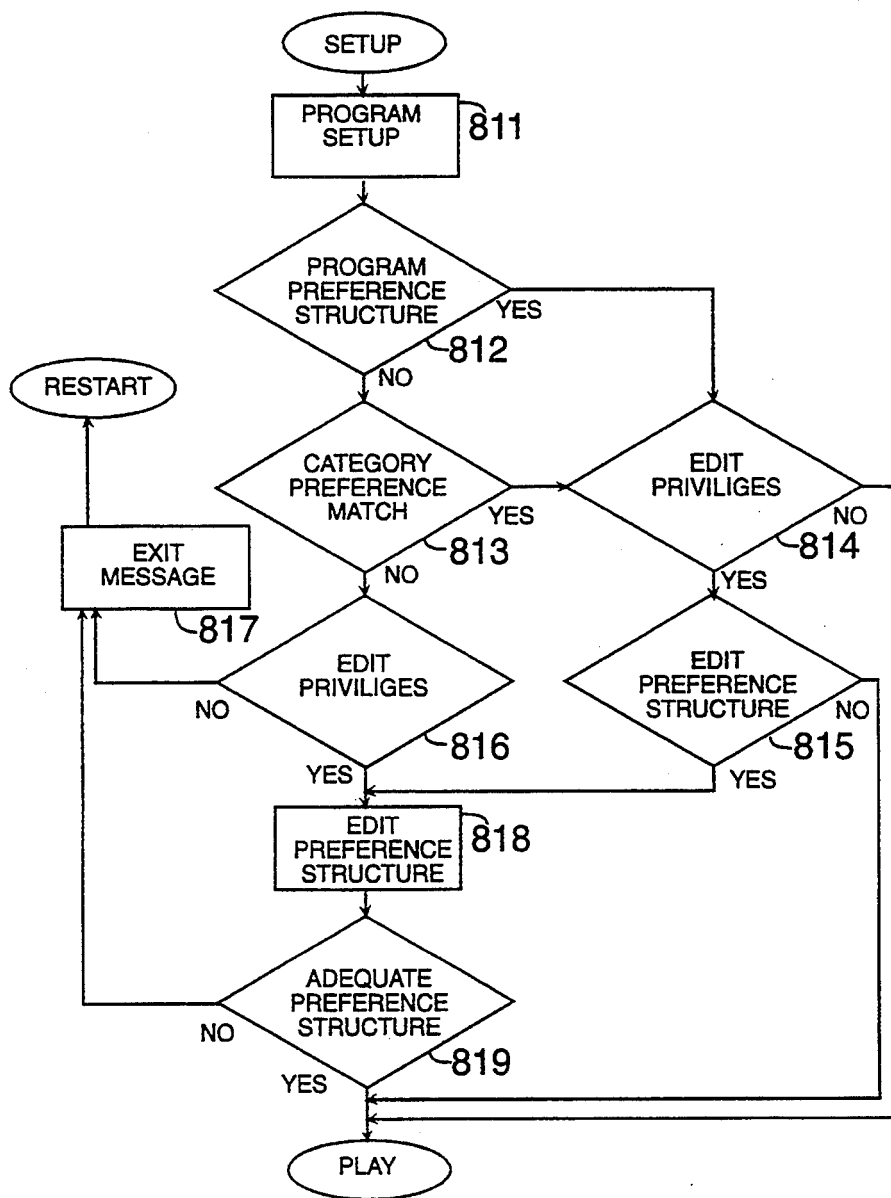 SETUP
PROGRAM
SETUP
811
PROGRAM
PREFERENCE
STRUCTURE
YES
812
NO
RESTART
CATEGORY
PREFERENCE
MATCH
YES
813
NO
EDIT
PRIVILIGES
NO
814
YES
EXIT
MESSAGE
817
EDIT
PRIVILIGES
NO
816
YES
EDIT
PREFERENCE
STRUCTURE
NO
815
YES
EDIT
PREFERENCE
STRUCTURE
818
ADEQUATE
PREFERENCE
STRUCTURE
NO
819
YES
PLAY